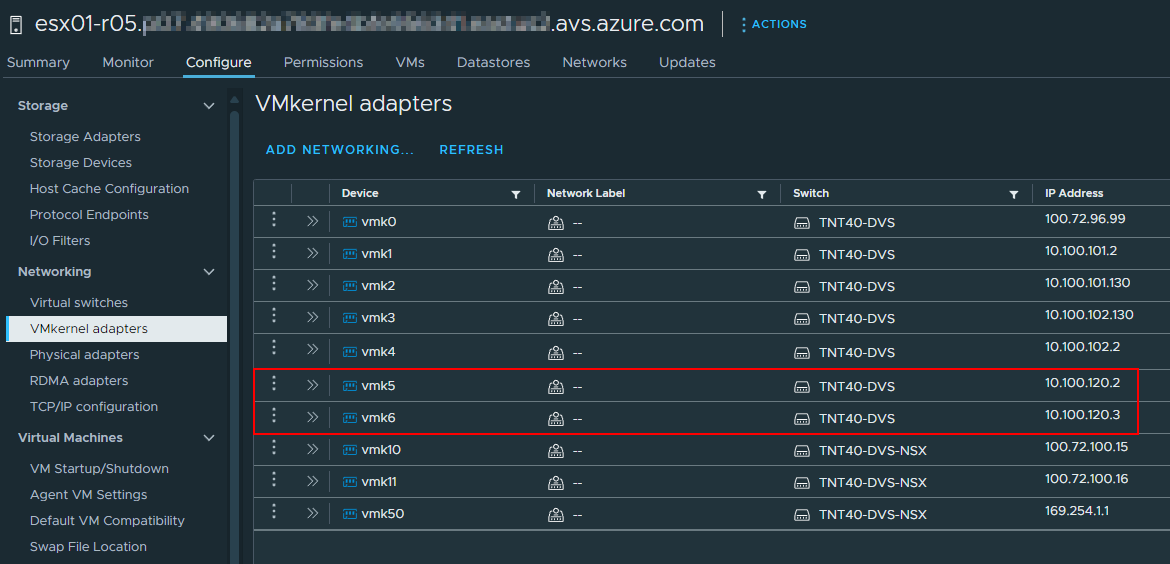 esx01-r05. .avs.azure.com ACTIONS
Summary Monitor Configure Permissions VMs Datastores Networks Updates
Storage
Storage Adapters
Storage Devices
Host Cache Configuration
Protocol Endpoints
I/O Filters
Networking
Virtual switches
VMkernel adapters
Physical adapters
RDMA adapters
TCP/IP configuration
Virtual Machines
VM Startup/Shutdown
Agent VM Settings
Default VM Compatibility
Swap File Location
VMkernel adapters
ADD NETWORKING... REFRESH
Device Network Label Switch IP Address
vmk0 -- TNT40-DVS 100.72.96.99
vmk1 -- TNT40-DVS 10.100.101.2
vmk2 -- TNT40-DVS 10.100.101.130
vmk3 -- TNT40-DVS 10.100.102.130
vmk4 -- TNT40-DVS 10.100.102.2
vmk5 -- TNT40-DVS 10.100.120.2
vmk6 -- TNT40-DVS 10.100.120.3
vmk10 -- TNT40-DVS-NSX 100.72.100.15
vmk11 -- TNT40-DVS-NSX 100.72.100.16
vmk50 -- TNT40-DVS-NSX 169.254.1.1